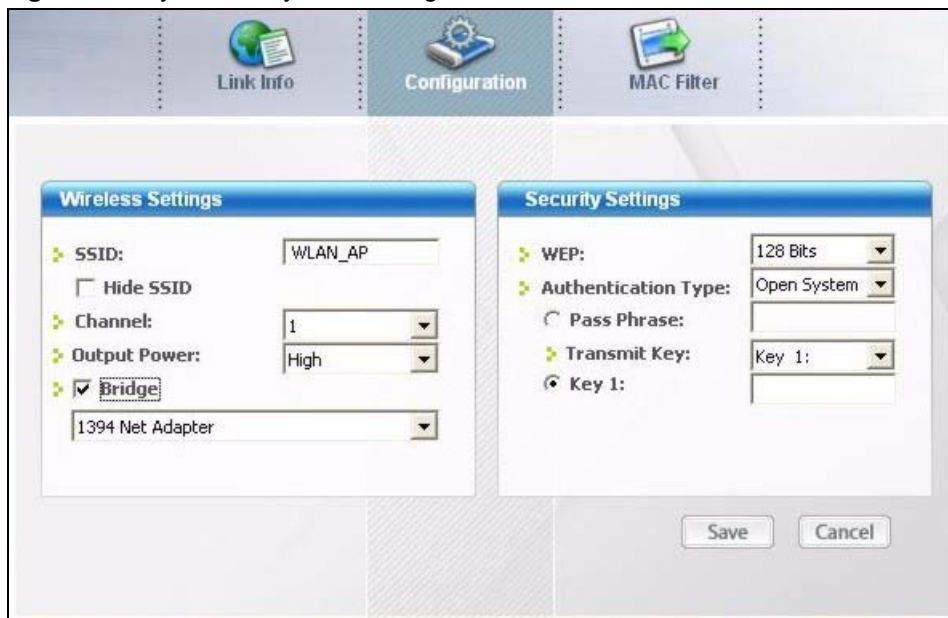 Link Info
Configuration
MAC Filter
Wireless Settings
SSID:
WLAN_AP
Hide SSID
Channel:
1
Output Power:
High
Bridge
1394 Net Adapter
Security Settings
WEP:
128 Bits
Authentication Type:
Open System
Pass Phrase:
Transmit Key:
Key 1:
Key 1:
Save
Cancel